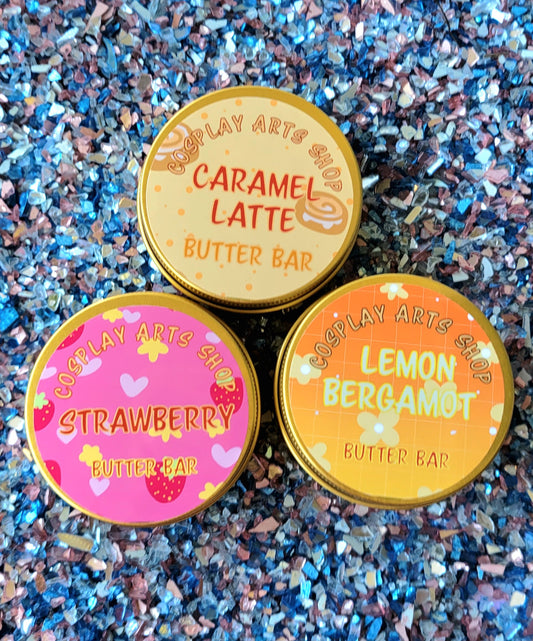 COSPLAY ARTS SHOP
CARAMEL
LATTE
BUTTER BAR
COSPLAY ARTS SHOP
STRAWBERRY
BUTTER BAR
COSPLAY ARTS SHOP
LEMON
BERGAMOT
BUTTER BAR